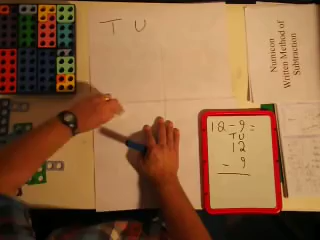 T U
Numicon
Written Method of
Subtraction
12 - 9 =
T U
12
- 9